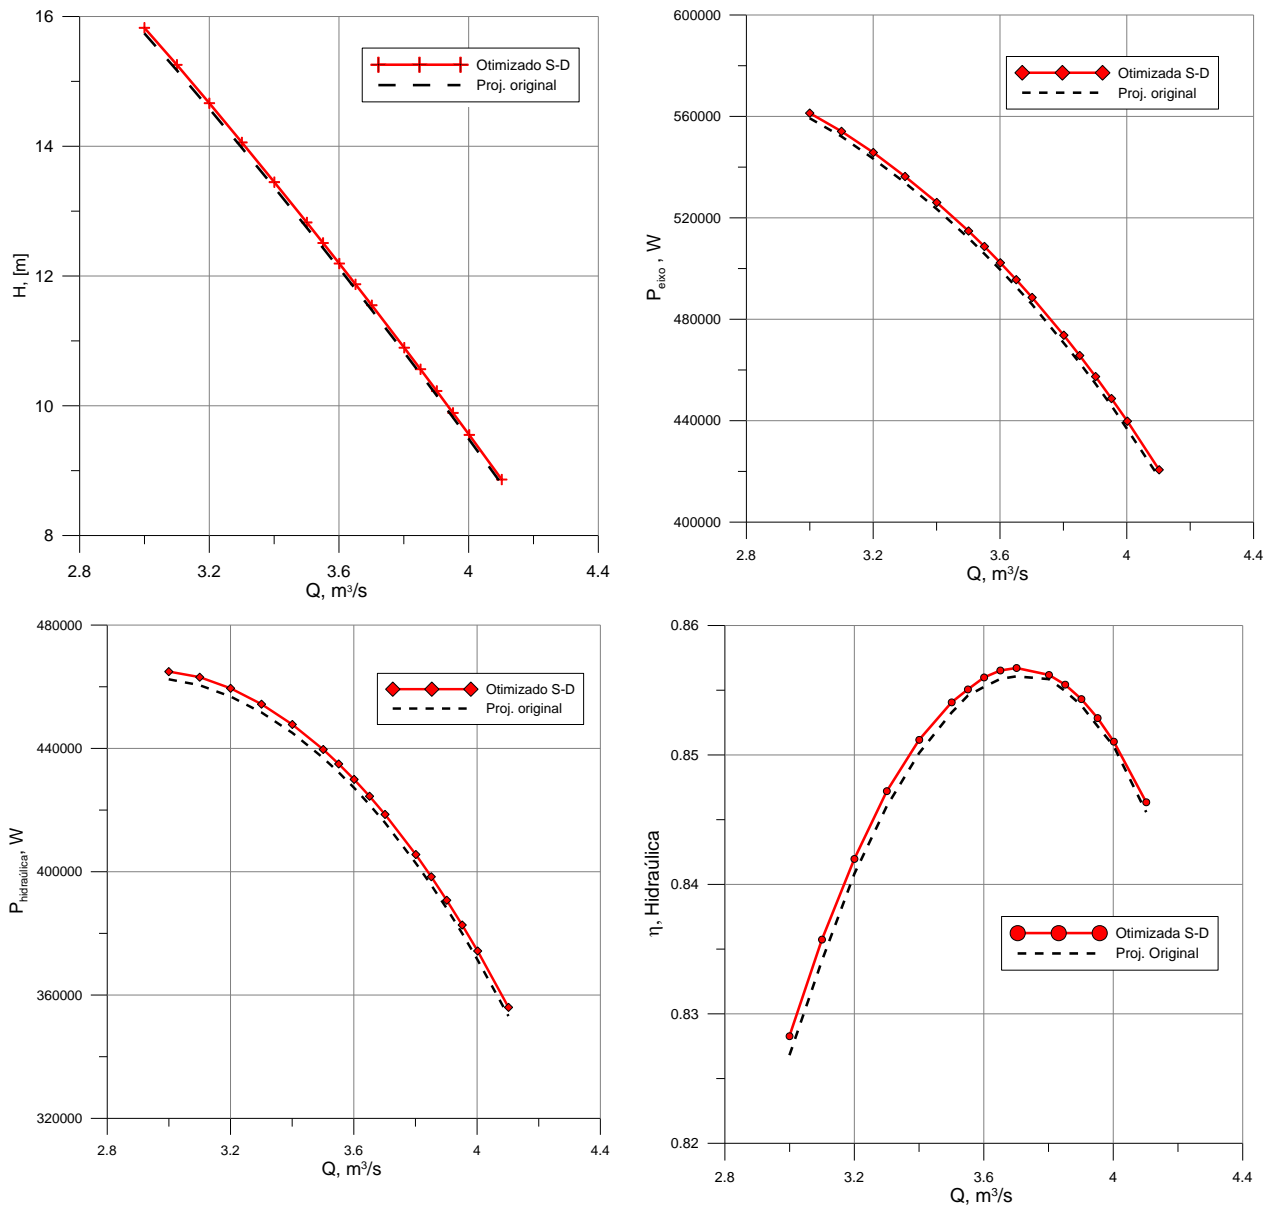 16
14
12
10
8
H, [m]
2.8
3.2
3.6
4
4.4
Q, m³/s
Otimizado S-D
Proj. original
600000
560000
520000
480000
440000
400000
P_eixo , W
2.8
3.2
3.6
4
4.4
Q, m³/s
Otimizada S-D
Proj. original
480000
440000
400000
360000
320000
P_hidraúlica, W
2.8
3.2
3.6
4
4.4
Q, m³/s
Otimizado S-D
Proj. original
0.86
0.85
0.84
0.83
0.82
η, Hidraúlica
2.8
3.2
3.6
4
4.4
Q, m³/s
Otimizada S-D
Proj. Original